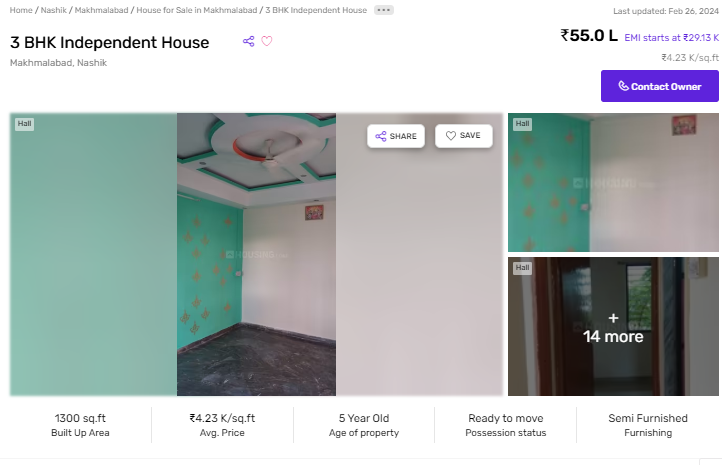 Home / Nashik / Makhmalabad / House for Sale in Makhmalabad / 3 BHK Independent House
Last updated: Feb 26, 2024
3 BHK Independent House
₹55.0 L EMI starts at ₹29.13 K
Makhmalabad, Nashik
₹4.23 K/sq.ft
Contact Owner
Hall
SHARE
SAVE
Hall
HOUSING
Hall
+
14 more
1300 sq.ft
Built Up Area
₹4.23 K/sq.ft
Avg. Price
5 Year Old
Age of property
Ready to move
Possession status
Semi Furnished
Furnishing